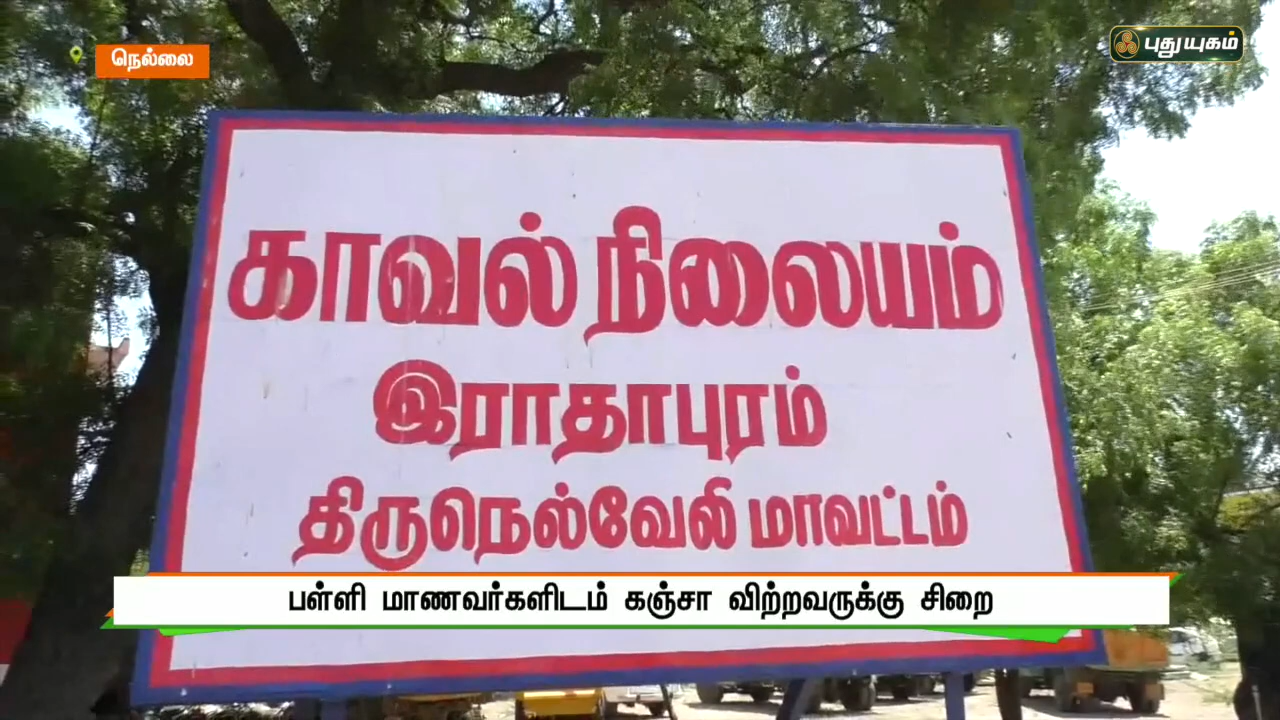 நெல்லை
புதுயுகம்
காவல் நிலையம்
இராதாபுரம்
திருநெல்வேலி மாவட்டம்
பள்ளி மாணவர்களிடம் கஞ்சா விற்றவருக்கு சிறை